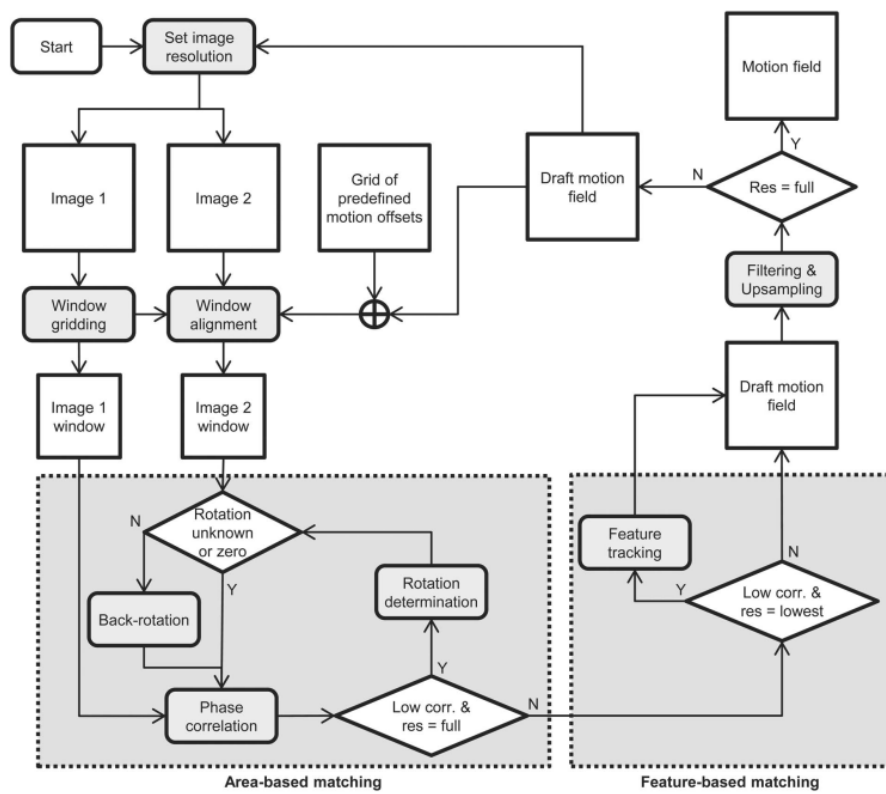 Start
Set image
resolution
Motion field
Image 1
Image 2
Grid of
predefined
motion offsets
Draft motion
field
N
Y
Res = full
Window
gridding
Window
alignment
Filtering &
Upsampling
Image 1
window
Image 2
window
Draft motion
field
N
Rotation
unknown
or zero
Y
Back-rotation
Rotation
determination
Feature
tracking
N
Y
Low corr. &
res = lowest
Phase
correlation
Y
Low corr. &
res = full
N
Area-based matching
Feature-based matching